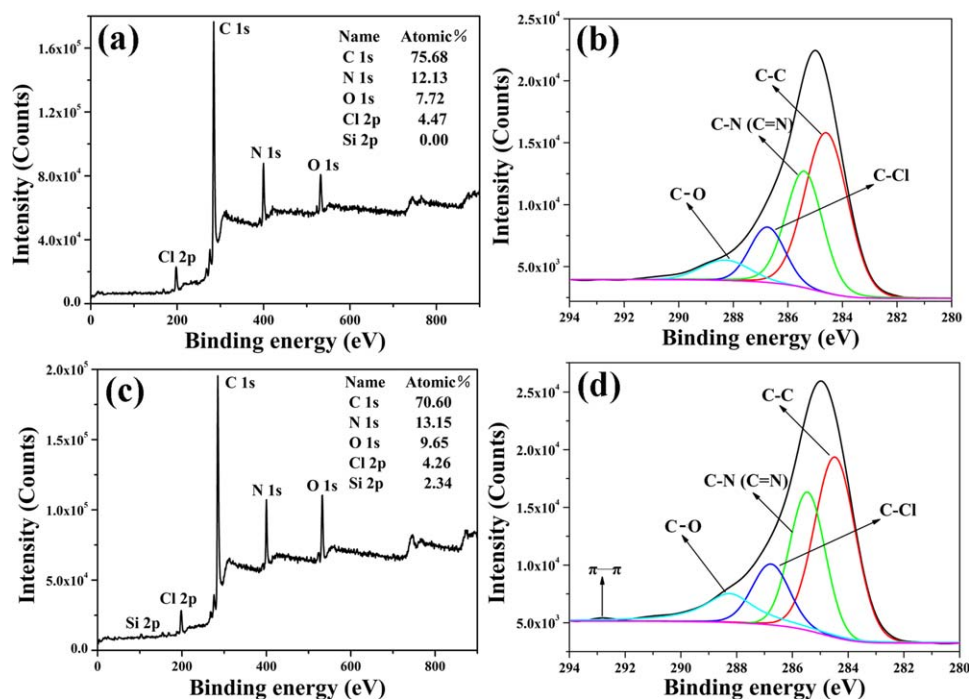 (a)
C 1s
Name Atomic%
C 1s 75.68
N 1s 12.13
O 1s 7.72
Cl 2p 4.47
Si 2p 0.00
N 1s
O 1s
Cl 2p
Intensity (Counts)
1.6x10⁵
1.2x10⁵
8.0x10⁴
4.0x10⁴
0.0
0 200 400 600 800
Binding energy (eV)
(b)
C-C
C-N (C=N)
C-Cl
C-O
Intensity (Counts)
2.5x10⁴
2.0x10⁴
1.5x10⁴
1.0x10⁴
5.0x10³
294 292 290 288 286 284 282 280
Binding energy (eV)
(c)
C 1s
Name Atomic%
C 1s 70.60
N 1s 13.15
O 1s 9.65
Cl 2p 4.26
Si 2p 2.34
N 1s
O 1s
Cl 2p
Si 2p
Intensity (Counts)
2.0x10⁵
1.5x10⁵
1.0x10⁵
5.0x10⁴
0.0
0 200 400 600 800
Binding energy (eV)
(d)
C-C
C-N (C=N)
C-Cl
C-O
π—π
Intensity (Counts)
2.5x10⁴
2.0x10⁴
1.5x10⁴
1.0x10⁴
5.0x10³
294 292 290 288 286 284 282 280
Binding energy (eV)